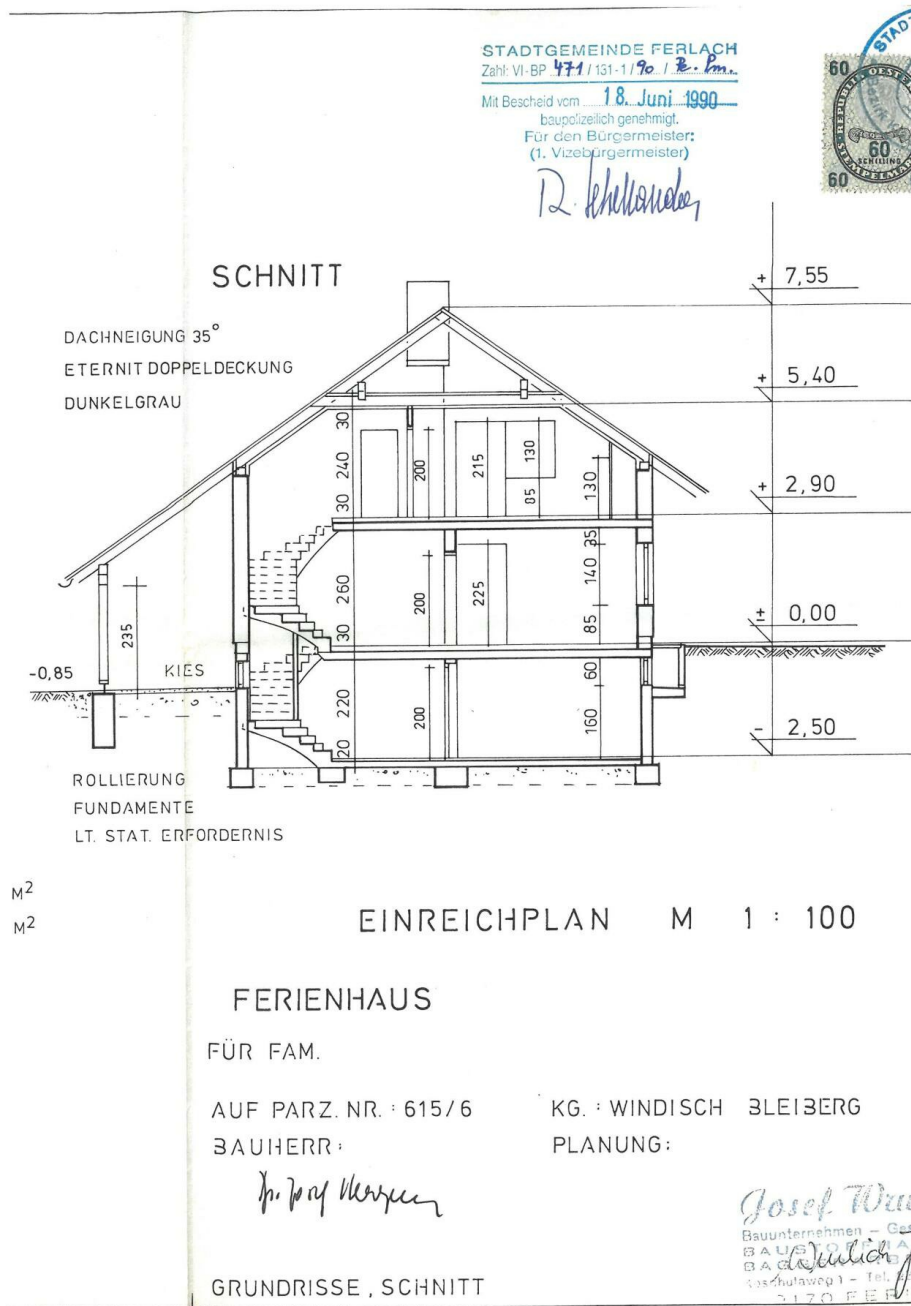 STADTGEMEINDE FERLACH
Zahl: VI-BP 471 / 131-1 / 90 /
Mit Bescheid vom 18. Juni 1990
baupolizeilich genehmigt.
Für den Bürgermeister:
(1. Vizebürgermeister)
60
60
SCHILLING
60
SCHNITT
+ 7,55
DACHNEIGUNG 35°
ETERNIT DOPPELDECKUNG
DUNKELGRAU
+ 5,40
30
240
200
215
130
85
130
30
+ 2,90
35
260
200
225
140
235
85
± 0,00
30
-0,85
KIES
60
220
200
160
- 2,50
20
ROLLIERUNG
FUNDAMENTE
LT. STAT. ERFORDERNIS
M²
M²
EINREICHPLAN M 1 : 100
FERIENHAUS
FÜR FAM.
AUF PARZ. NR. : 615/6 KG. : WINDISCH BLEIBERG
BAUHERR : PLANUNG :
Josef
Bauunternehmen –
GRUNDRISSE, SCHNITT